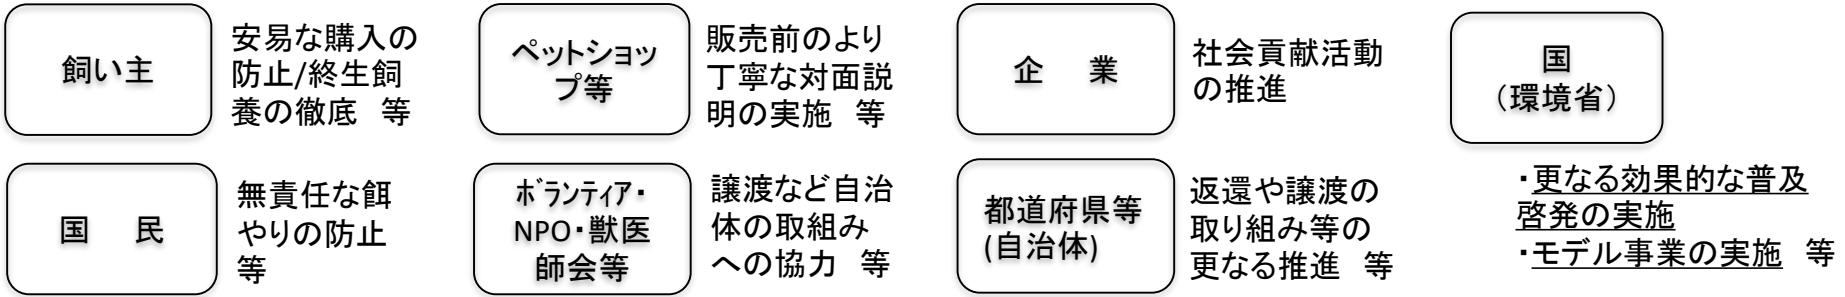 飼い主
安易な購入の
防止/終生飼
養の徹底　等
ペットショッ
プ等
販売前のより
丁寧な対面説
明の実施　等
企　業
社会貢献活動
の推進
国
（環境省）
国　民
無責任な餌
やりの防止
等
ﾎﾞﾗﾝﾃｨｱ・
NPO・獣医
師会等
譲渡など自治
体の取組み
への協力　等
都道府県等
(自治体)
返還や譲渡の
取り組み等の
更なる推進　等
・更なる効果的な普及
啓発の実施
・モデル事業の実施　等